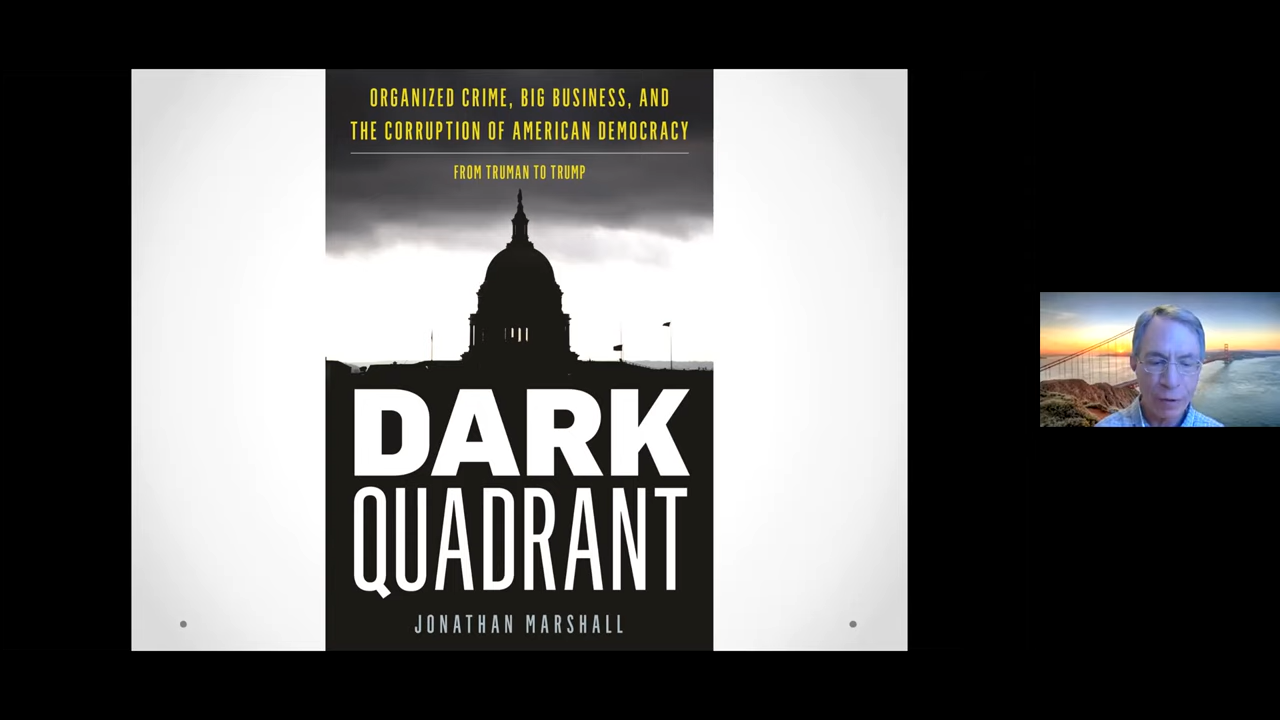 ORGANIZED CRIME, BIG BUSINESS, AND
THE CORRUPTION OF AMERICAN DEMOCRACY
FROM TRUMAN TO TRUMP
DARK
QUADRANT
JONATHAN MARSHALL